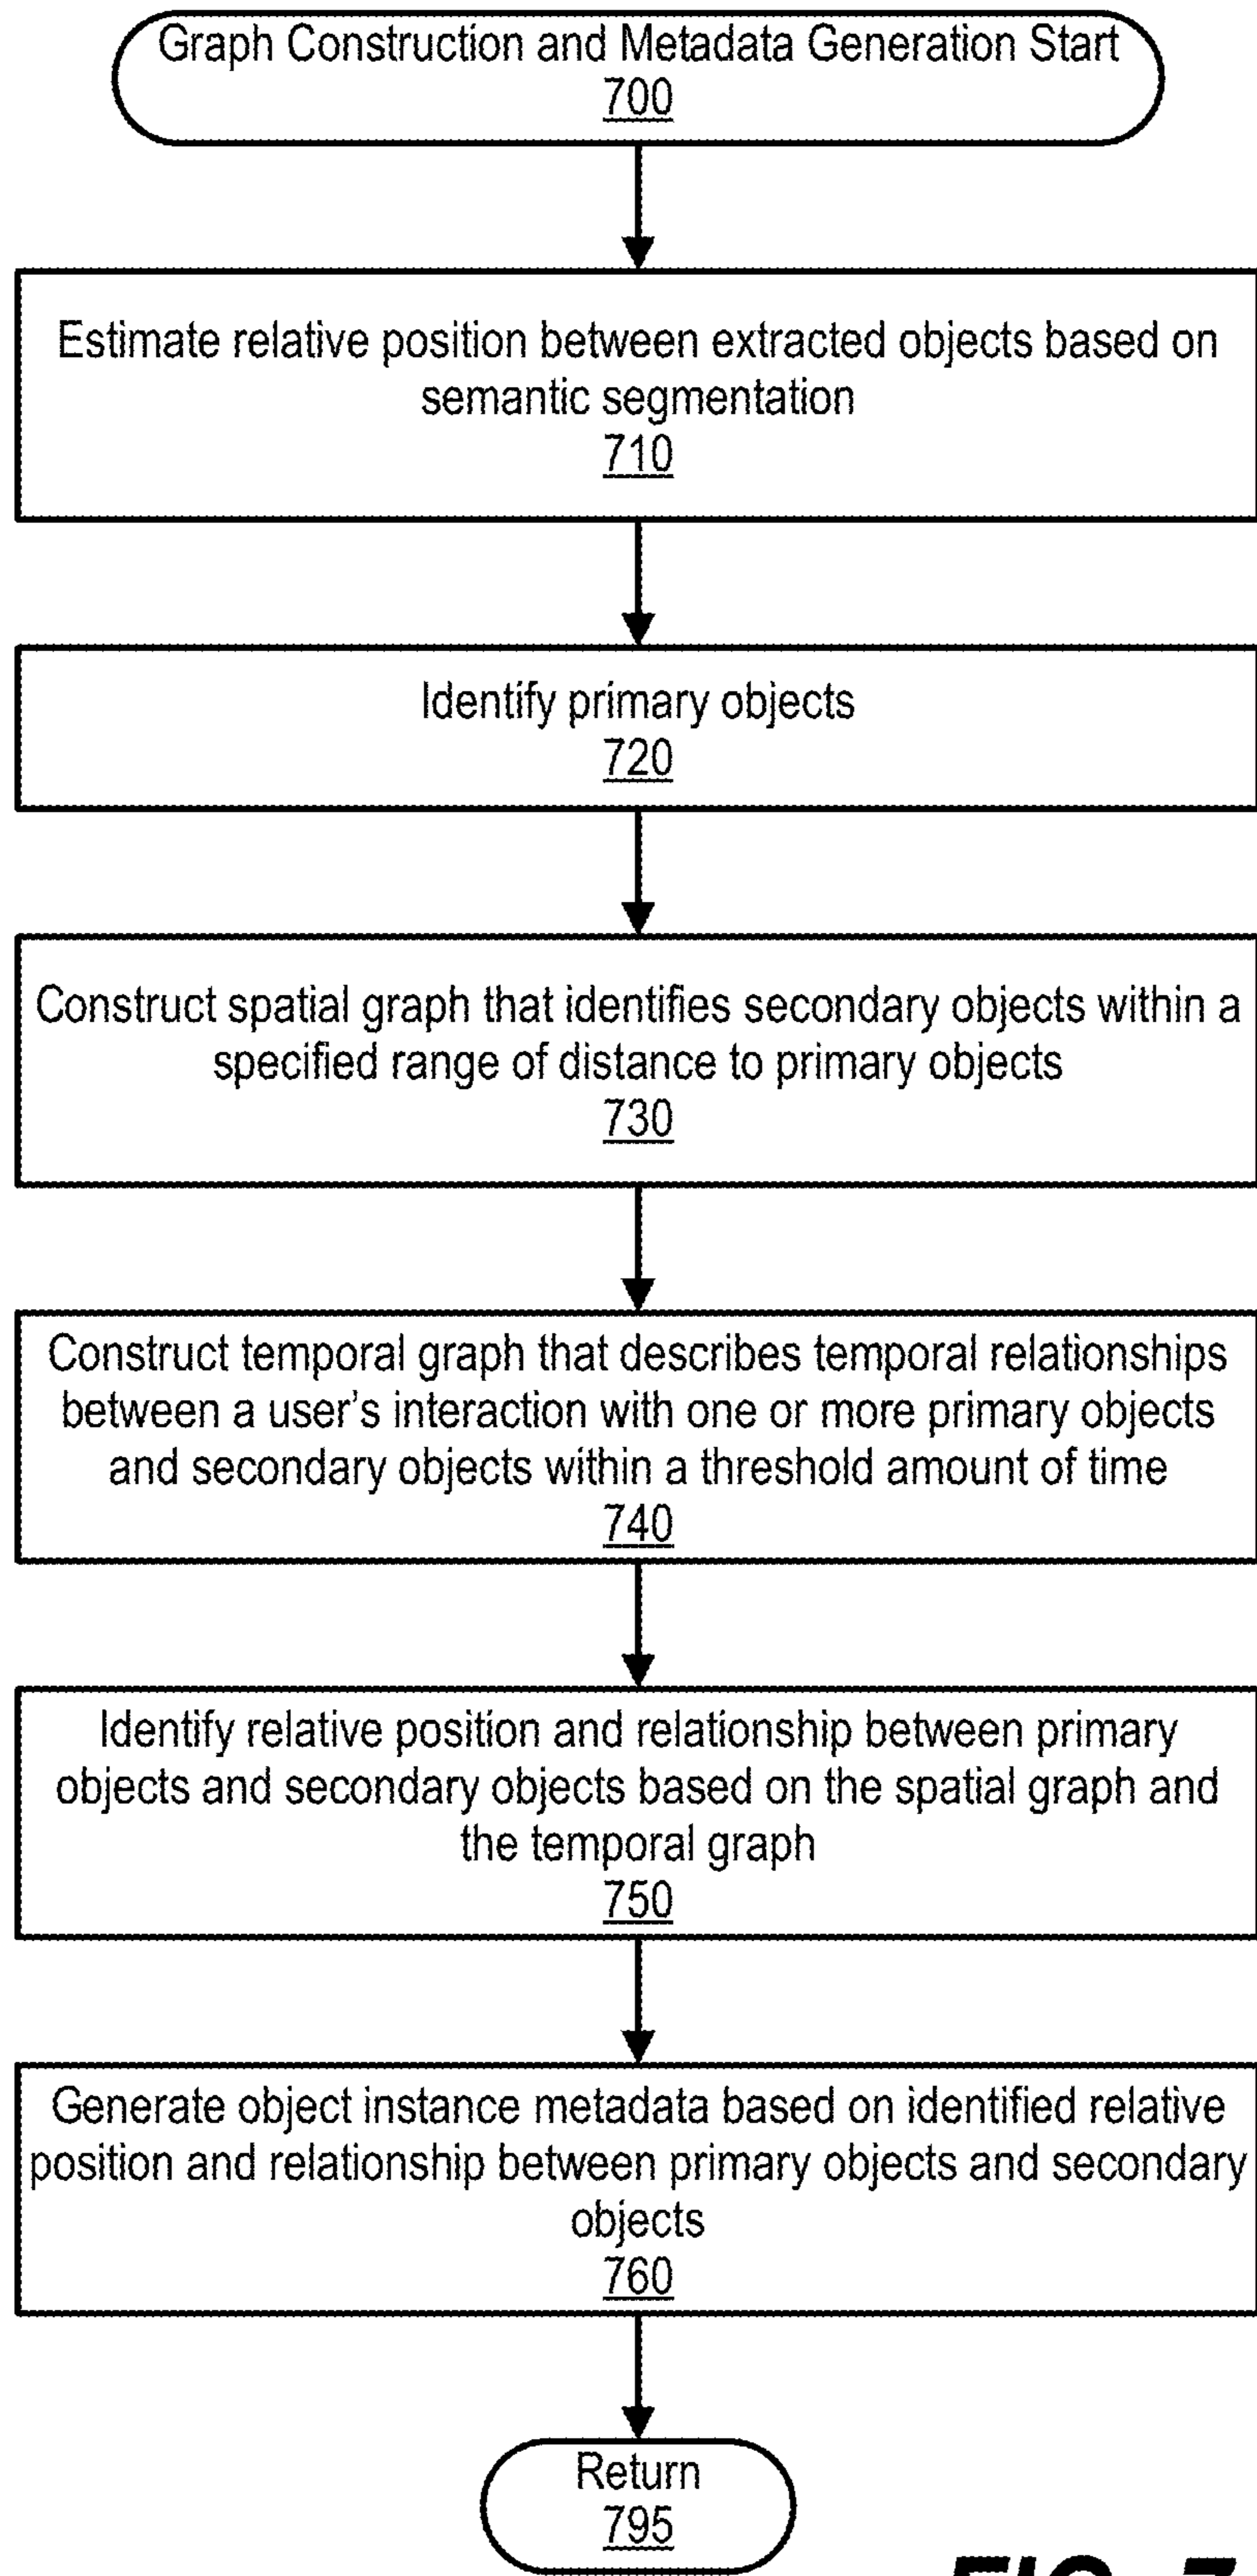 Graph Construction and Metadata Generation Start
700
Estimate relative position between extracted objects based on
semantic segmentation
710
Identify primary objects
720
Construct spatial graph that identifies secondary objects within a
specified range of distance to primary objects
730
Construct temporal graph that describes temporal relationships
between a user's interaction with one or more primary objects
and secondary objects within a threshold amount of time
740
Identify relative position and relationship between primary
objects and secondary objects based on the spatial graph and
the temporal graph
750
Generate object instance metadata based on identified relative
position and relationship between primary objects and secondary
objects
760
Return
795
FIG. 7